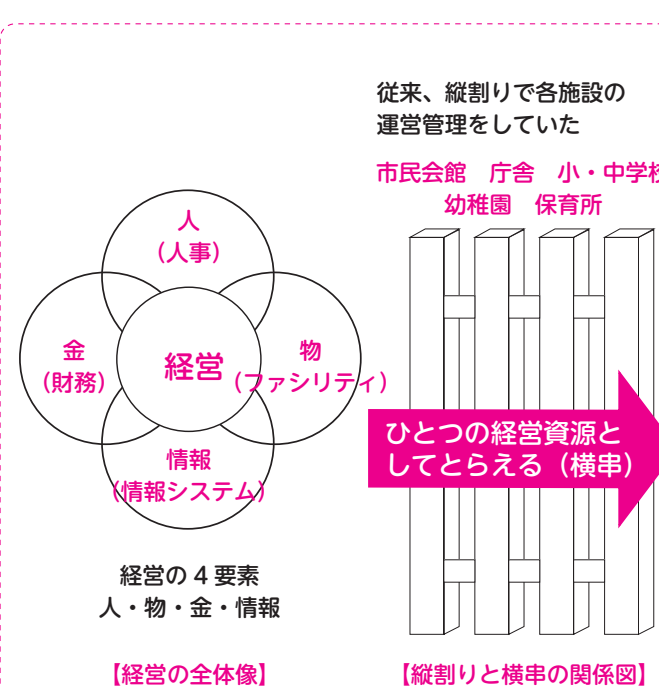 従来、縦割りで各施設の
運営管理をしていた
市民会館 庁舎 小・中学校
幼稚園 保育所
人
（人事）
金
（財務）
経営
物
（ファシリティ）
情報
（情報システム）
ひとつの経営資源と
してとらえる（横串）
経営の４要素
人・物・金・情報
【経営の全体像】
【縦割りと横串の関係図】